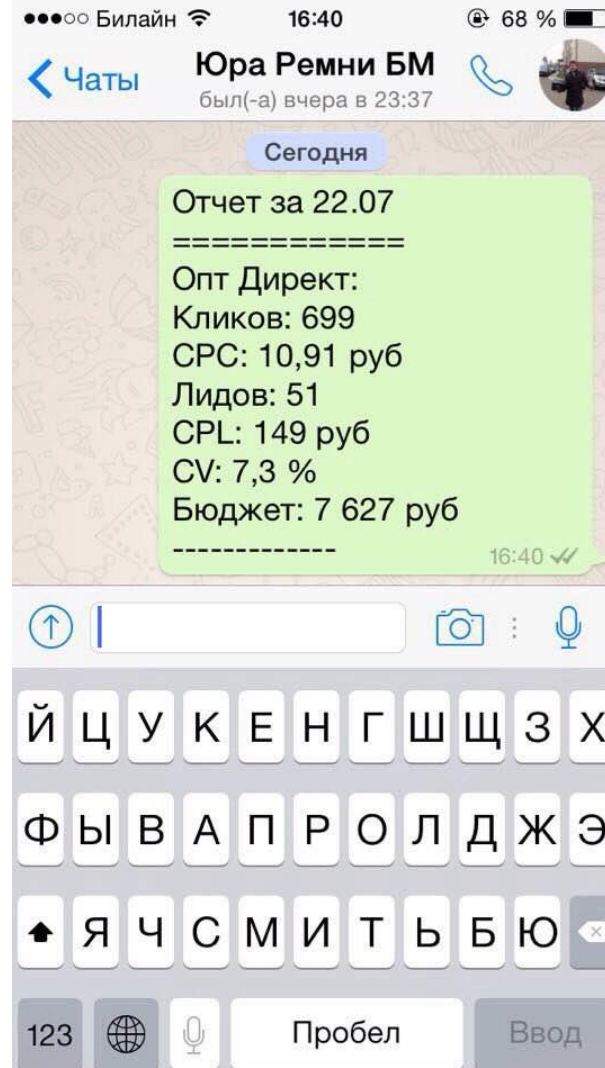 Билайн 16:40 68 %
Чаты
Юра Ремни БМ
был(-а) вчера в 23:37
Сегодня
Отчет за 22.07
============
Опт Директ:
Кликов: 699
CPC: 10,91 руб
Лидов: 51
CPL: 149 руб
CV: 7,3 %
Бюджет: 7 627 руб
-------------
16:40
Й Ц У К Е Н Г Ш Щ З Х
Ф Ы В А П Р О Л Д Ж Э
Я Ч С М И Т Ь Б Ю
123 Пробел Ввод